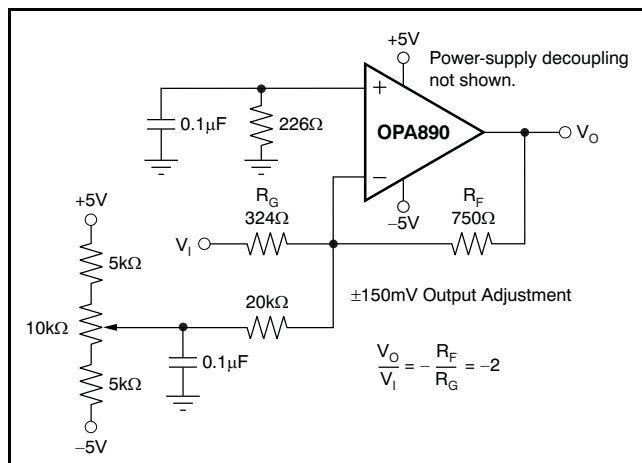 +5V
Power-supply decoupling
not shown.
+
0.1µF
226Ω
OPA890
V_O
−
−5V
R_G
324Ω
R_F
750Ω
+5V
V_I
5kΩ
20kΩ
±150mV Output Adjustment
10kΩ
0.1µF
5kΩ
−5V
V_O/V_I = − R_F/R_G = −2